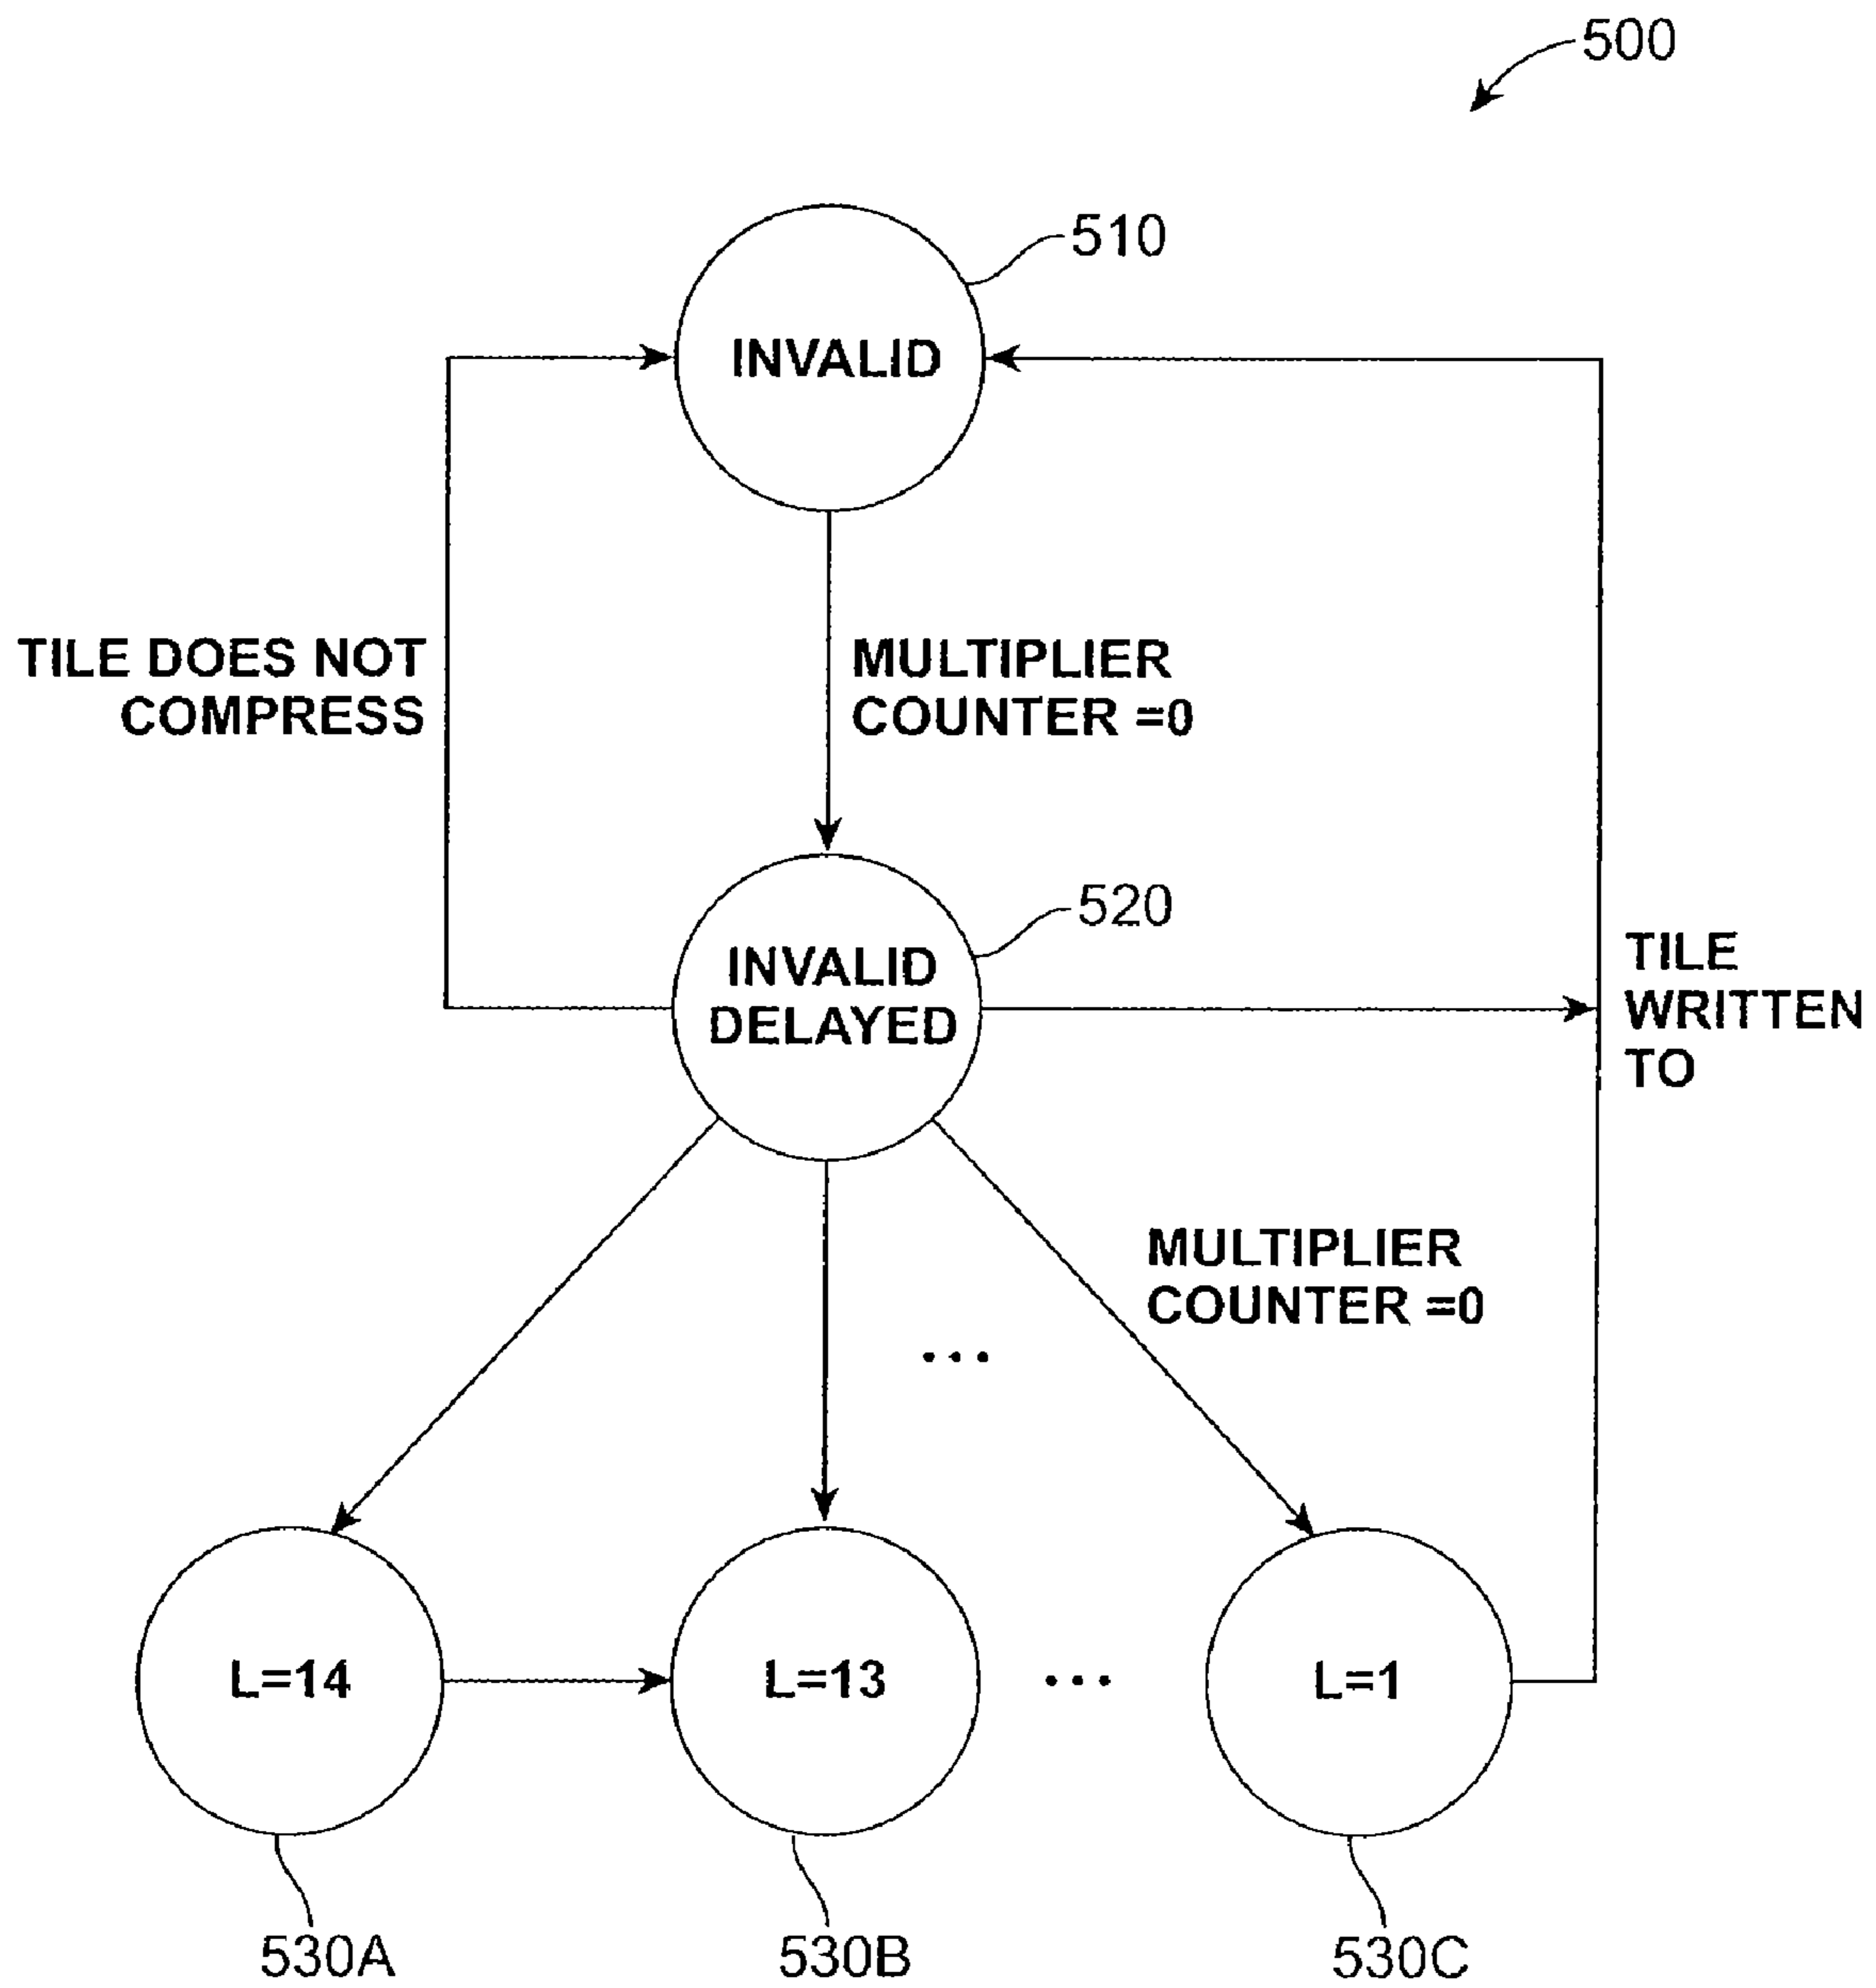 500
510
INVALID
TILE DOES NOT
COMPRESS
MULTIPLIER
COUNTER =0
520
INVALID
DELAYED
TILE
WRITTEN
TO
MULTIPLIER
COUNTER =0
...
L=14
L=13
...
L=1
530A
530B
530C